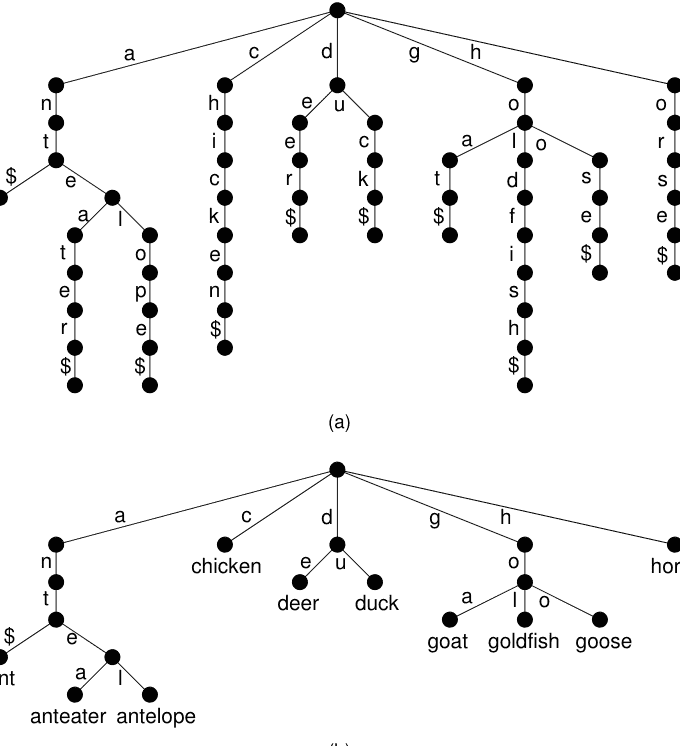 a c d g h
n h e u o o
t i e c a l o r
$ e c r k t d s s
a l k $ $ $ f e e
t o e i $ $
e p n s
r e $ h
$ $ $
(a)
a c d g h
n chicken e u o
t deer duck a l o
$ e goat goldfish goose
a l
anteater antelope